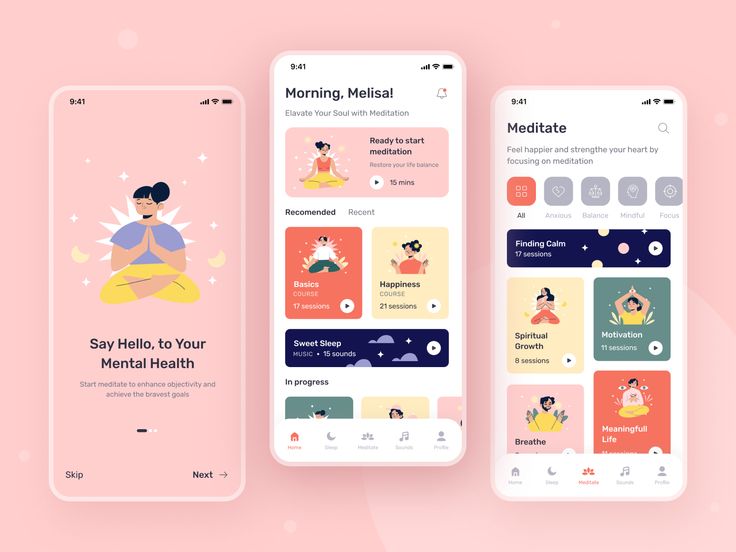 9:41
Say Hello, to Your
Mental Health
Start meditate to enhance objectivity and
achieve the bravest goals
Skip
Next
9:41
Morning, Melisa!
Elavate Your Soul with Meditation
Ready to start
meditation
Restore your life balance
15 mins
Recomended
Recent
Basics
COURSE
17 sessions
Happiness
COURSE
21 sessions
Sweet Sleep
MUSIC • 15 sounds
In progress
Home
Sleep
Meditate
Sounds
Profile
9:41
Meditate
Feel happier and strengthe your heart by
focusing on meditation
All
Anxious
Balance
Mindful
Focus
Finding Calm
17 sessions
Spiritual
Growth
8 sessions
Motivation
11 sessions
Breathe
Meaningfull
Life
Home
Sleep
Meditate
Sounds
Profile